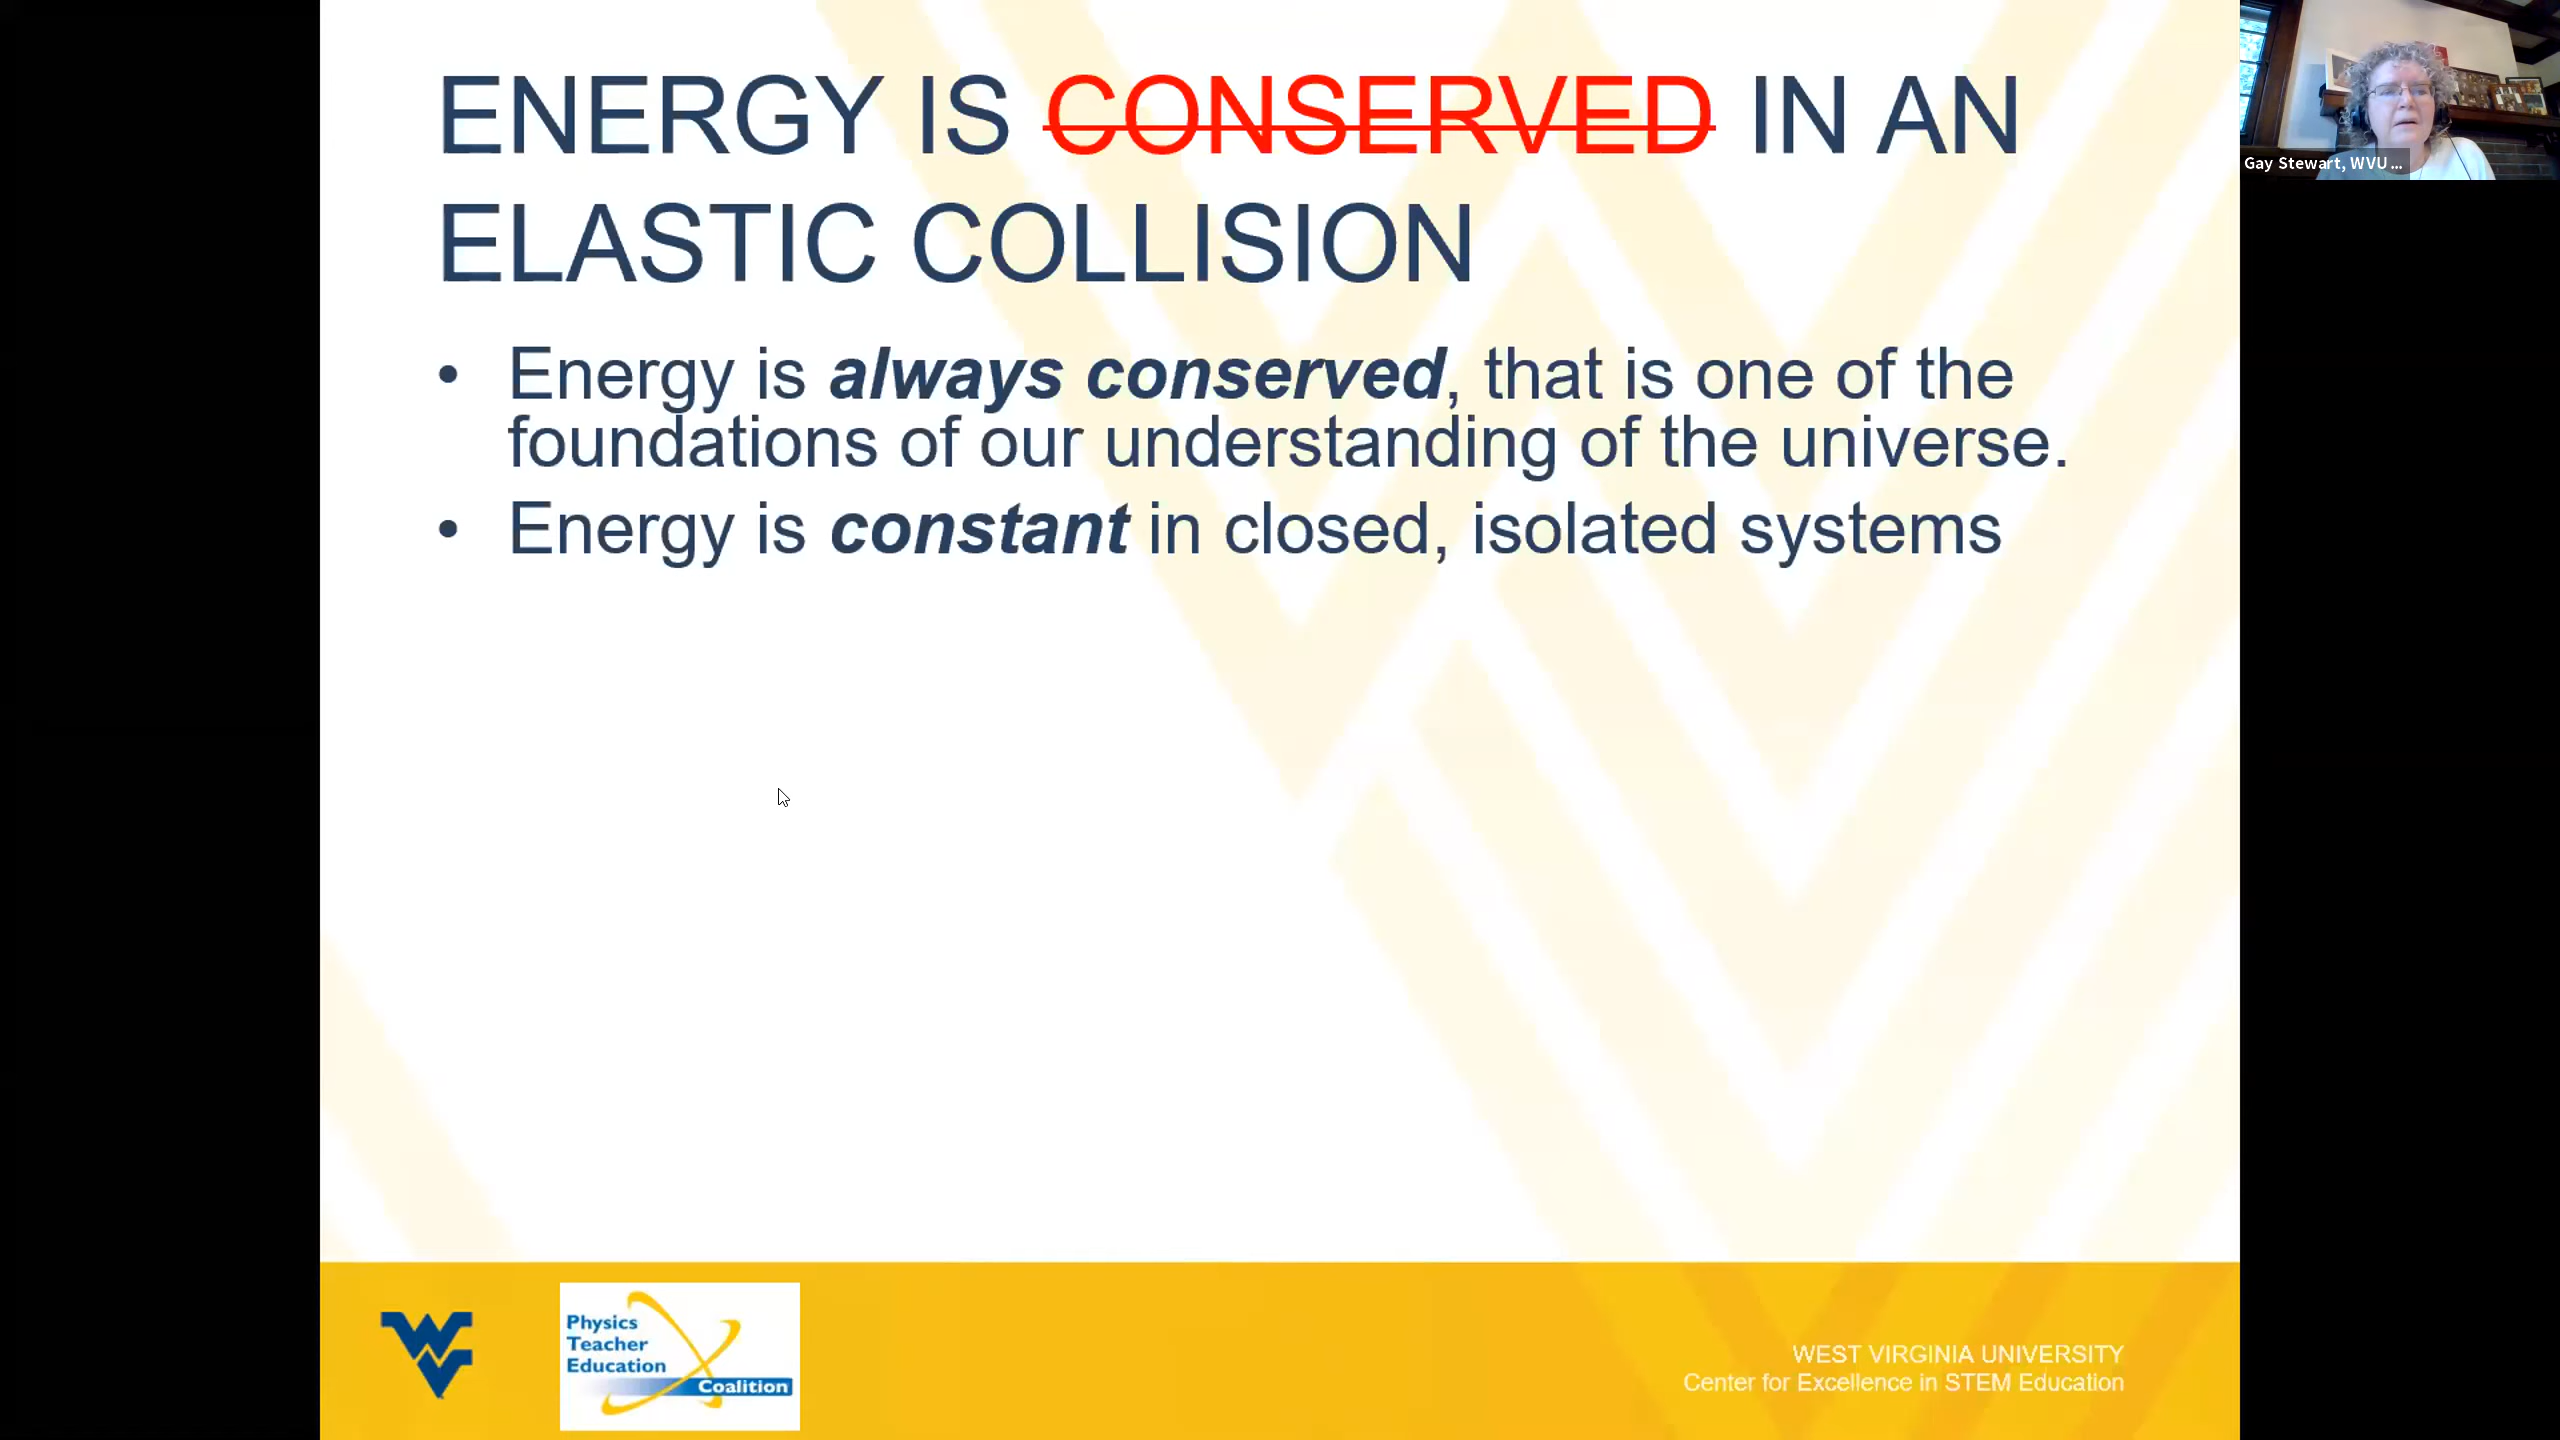 ENERGY IS CONSERVED IN AN
ELASTIC COLLISION
• Energy is always conserved, that is one of the
foundations of our understanding of the universe.
• Energy is constant in closed, isolated systems
Gay Stewart, WVU ...
WV
Physics
Teacher
Education
Coalition
WEST VIRGINIA UNIVERSITY
Center for Excellence in STEM Education